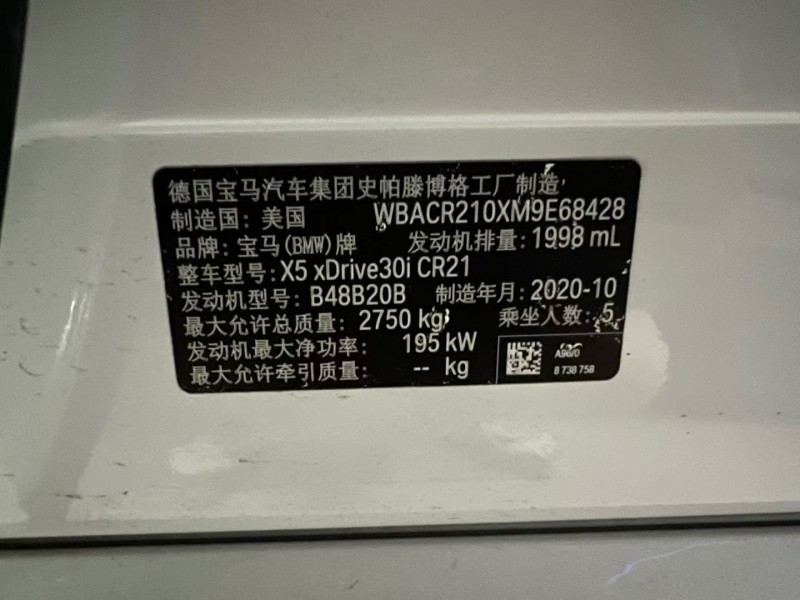 德国宝马汽车集团史帕滕博格工厂制造
制造国: 美国 WBACR210XM9E68428
品牌: 宝马(BMW)牌 发动机排量: 1998 mL
整车型号: X5 xDrive30i CR21
发动机型号: B48B20B 制造年月: 2020-10
最大允许总质量: 2750 kg 乘坐人数: 5
发动机最大净功率: 195 kW
最大允许牵引质量: -- kg
A96/0
8 738 758